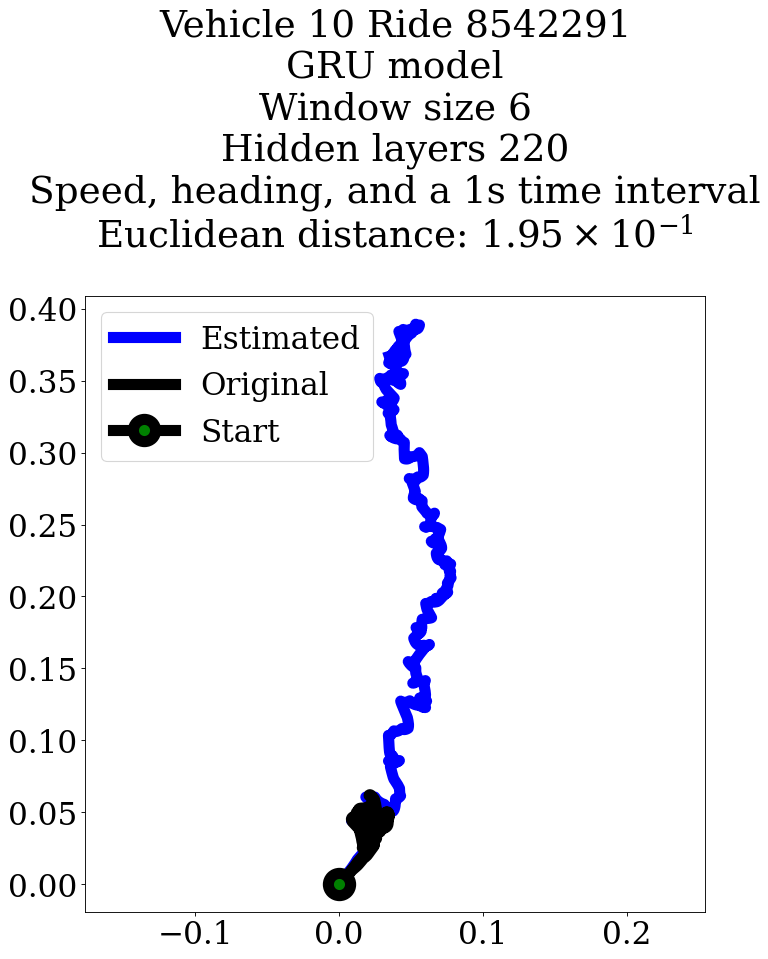 Vehicle 10 Ride 8542291
GRU model
Window size 6
Hidden layers 220
Speed, heading, and a 1s time interval
Euclidean distance: 1.95 × 10⁻¹
0.40
0.35
0.30
0.25
0.20
0.15
0.10
0.05
0.00
Estimated
Original
Start
−0.1
0.0
0.1
0.2